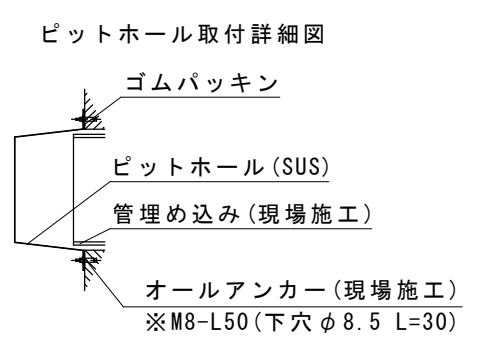 ピットホール取付詳細図
ゴムパッキン
ピットホール(SUS)
管埋め込み(現場施工)
オールアンカー(現場施工)
※M8-L50(下穴φ8.5 L=30)